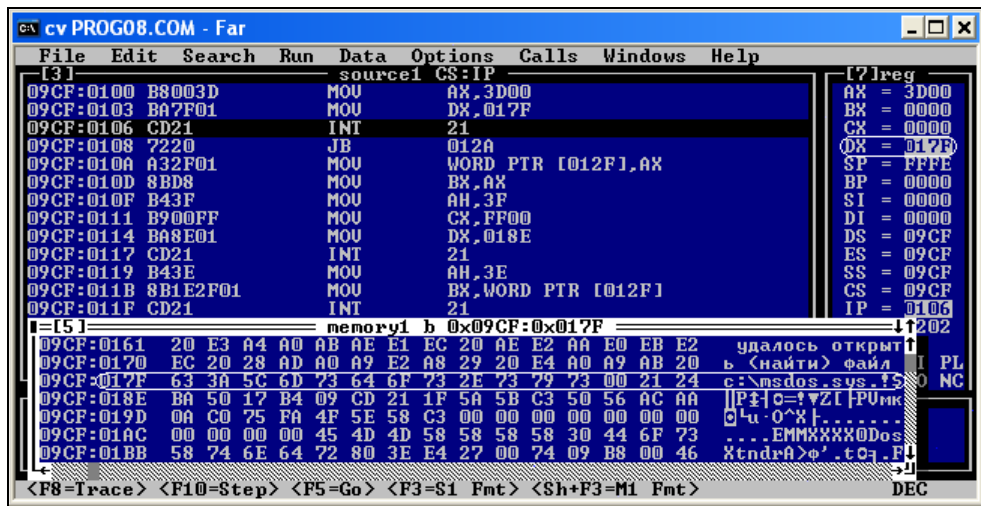 cv PROG08.COM - Far
File Edit Search Run Data Options Calls Windows Help
[3] source1 CS:IP [7]reg
09CF:0100 B8003D MOV AX,3D00 AX = 3D00
09CF:0103 BA7F01 MOV DX,017F BX = 0000
09CF:0106 CD21 INT 21 CX = 0000
09CF:0108 7220 JB 012A DX = 017F
09CF:010A A32F01 MOV WORD PTR [012F],AX SP = FFFE
09CF:010D 8BD8 MOV BX,AX BP = 0000
09CF:010F B43F MOV AH,3F SI = 0000
09CF:0111 B900FF MOV CX,FF00 DI = 0000
09CF:0114 BA8E01 MOV DX,018E DS = 09CF
09CF:0117 CD21 INT 21 ES = 09CF
09CF:0119 B43E MOV AH,3E SS = 09CF
09CF:011B 8B1E2F01 MOV BX,WORD PTR [012F] CS = 09CF
09CF:011F CD21 INT 21 IP = 0106
[5] memory1 b 0x09CF:0x017F 202
09CF:0161 20 E3 A4 A0 AB AE E1 EC 20 AE E2 AA E0 EB E2 удалось открыт
09CF:0170 EC 20 28 AD A0 A9 E2 A8 29 20 E4 A0 A9 AB 20 ь (найти) файл I PL
09CF:017F 63 3A 5C 6D 73 64 6F 73 2E 73 79 73 00 21 24 c:\msdos.sys.!$ O NC
09CF:018E BA 50 17 B4 09 CD 21 1F 5A 5B C3 50 56 AC AA
09CF:019D 0A C0 75 FA 4F 5E 58 C3 00 00 00 00 00 00 00
09CF:01AC 00 00 00 00 45 4D 4D 58 58 58 58 30 44 6F 73 ....EMMXXXX0Dos
09CF:01BB 58 74 6E 64 72 80 3E E4 27 00 74 09 B8 00 46
<F8=Trace> <F10=Step> <F5=Go> <F3=S1 Fmt> <Sh+F3=M1 Fmt> DEC